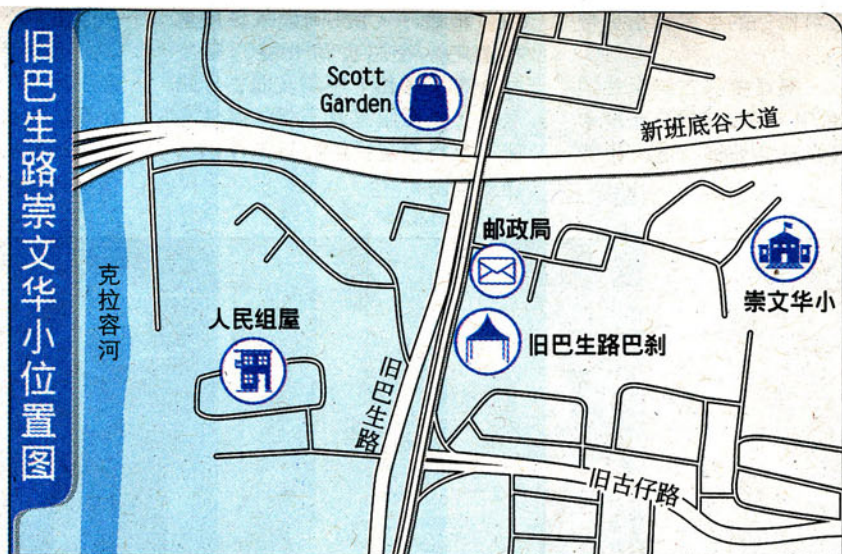 旧巴生路崇文华小位置图
Scott
Garden
新班底谷大道
邮政局
克拉容河
崇文华小
人民组屋
旧巴生路巴刹
旧巴生路
旧古仔路